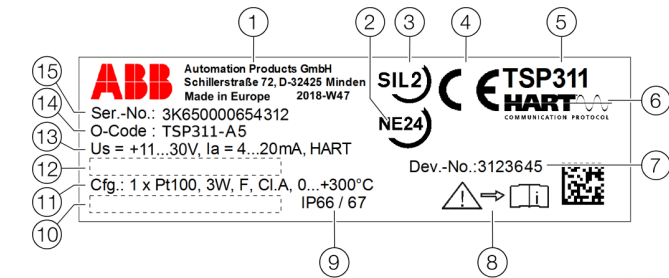 1
2
3
4
5
ABB
Automation Products GmbH
Schillerstraße 72, D-32425 Minden
Made in Europe 2018-W47
SIL2
CE
TSP311
HART
COMMUNICATION PROTOCOL
6
15
Ser.-No.: 3K650000654312
14
O-Code : TSP311-A5
NE24
13
Us = +11...30V, Ia = 4...20mA, HART
12
Dev.-No.:3123645
7
11
Cfg.: 1 x Pt100, 3W, F, Cl.A, 0...+300°C
10
IP66 / 67
i
9
8